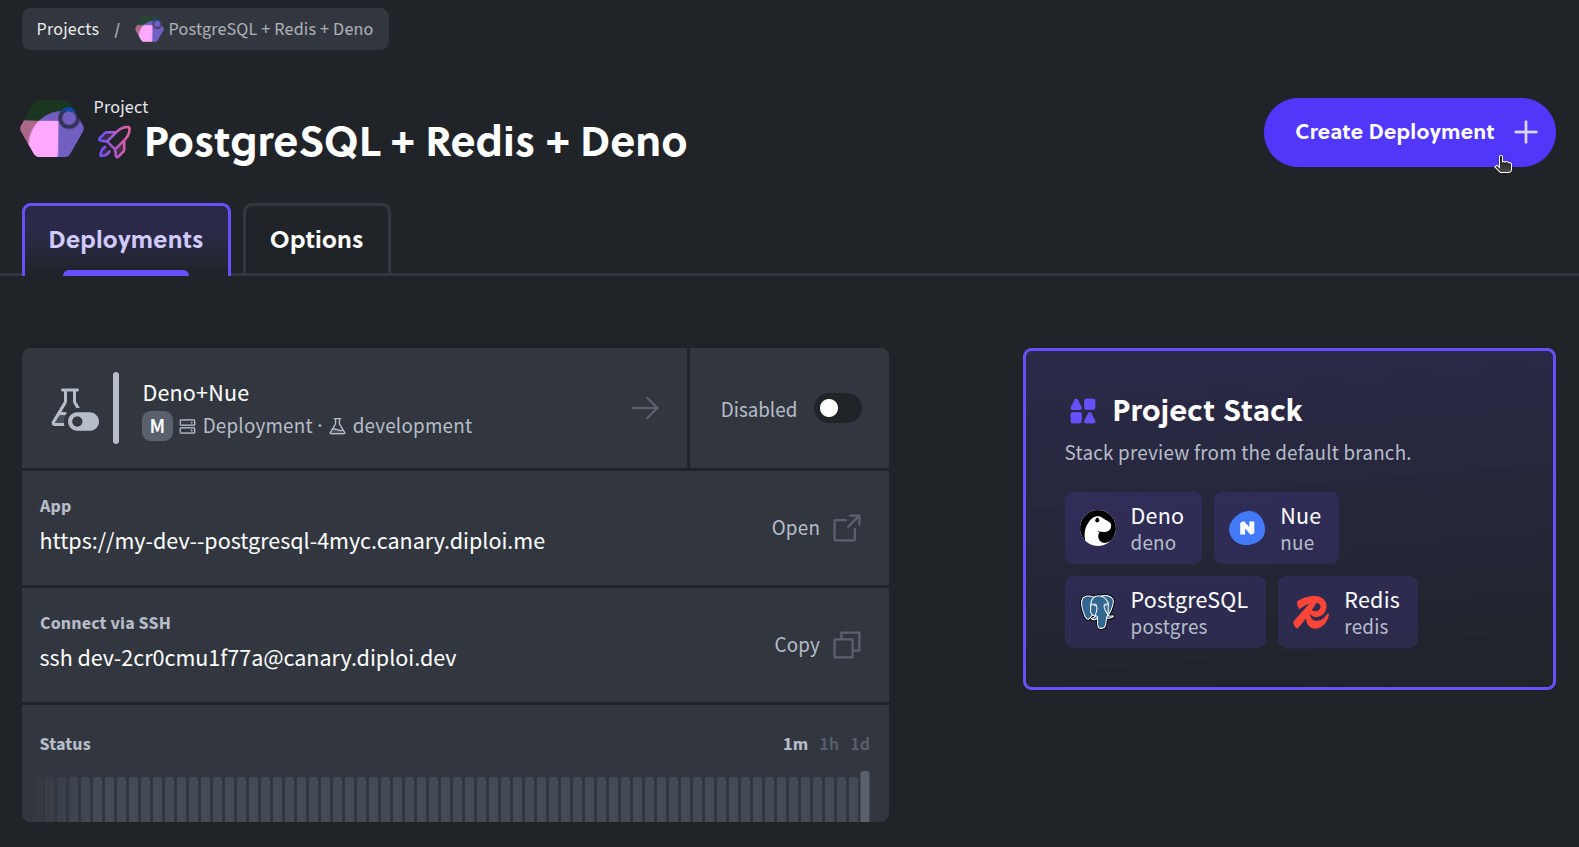 Projects / PostgreSQL + Redis + Deno
Project
PostgreSQL + Redis + Deno
Create Deployment
Deployments
Options
Deno+Nue
M Deployment · development
Disabled
App
https://my-dev--postgresql-4myc.canary.diploi.me
Open
Connect via SSH
ssh dev-2cr0cmu1f77a@canary.diploi.dev
Copy
Status
1m 1h 1d
Project Stack
Stack preview from the default branch.
Deno
deno
N
Nue
nue
PostgreSQL
postgres
Redis
redis